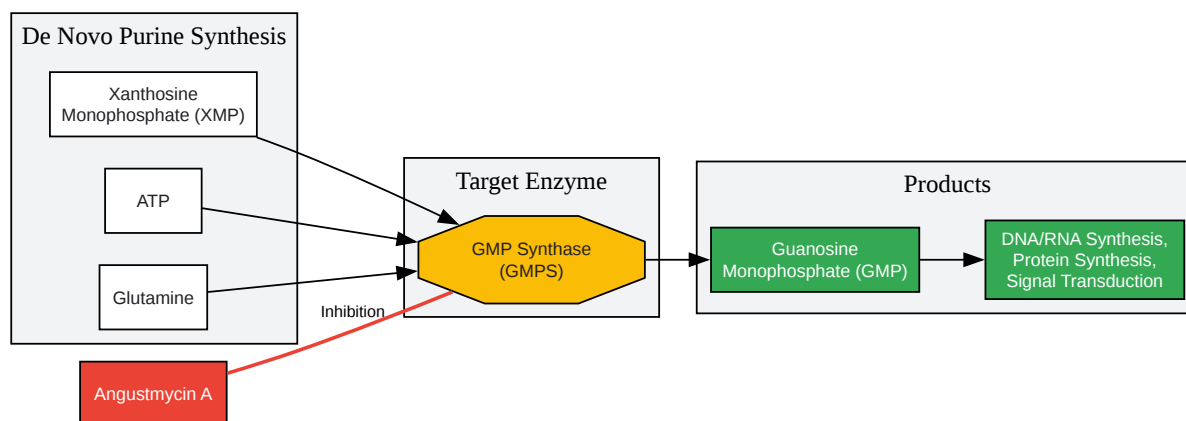 De Novo Purine Synthesis
Xanthosine
Monophosphate (XMP)
ATP
Glutamine
Angustmycin A
Inhibition
Target Enzyme
GMP Synthase
(GMPS)
Products
Guanosine
Monophosphate (GMP)
DNA/RNA Synthesis,
Protein Synthesis,
Signal Transduction